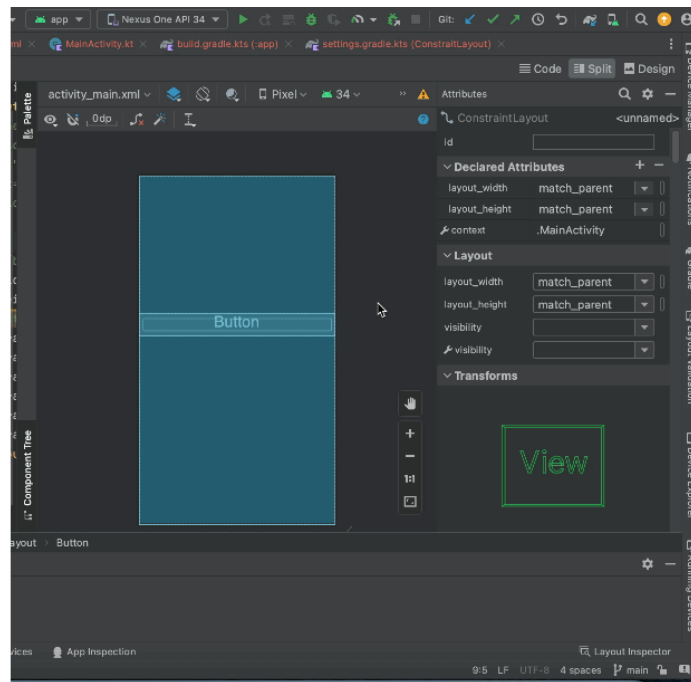 app Nexus One API 34 Git:
ml MainActivity.kt build.gradle.kts (:app) settings.gradle.kts (ConstraitLayout)
Code Split Design
activity_main.xml Pixel 34 Attributes
Palette
0dp
ConstraintLayout <unnamed>
id
Declared Attributes
layout_width match_parent
layout_height match_parent
context .MainActivity
Layout
layout_width match_parent
layout_height match_parent
visibility
visibility
Transforms
Button
View
1:1
Component Tree
ayout > Button
vices App Inspection Layout Inspector
9:5 LF UTF-8 4 spaces main